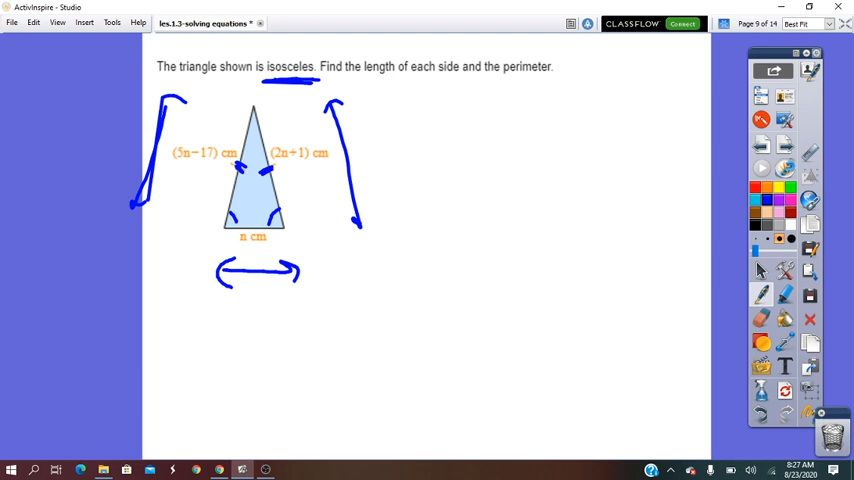 ActivInspire - Studio
File Edit View Insert Tools Help
les.1.3-solving equations *
CLASSFLOW Connect
Page 9 of 14
Best Fit
The triangle shown is isosceles. Find the length of each side and the perimeter.
(5n−17) cm (2n+1) cm
n cm
T
8:27 AM
8/23/2020